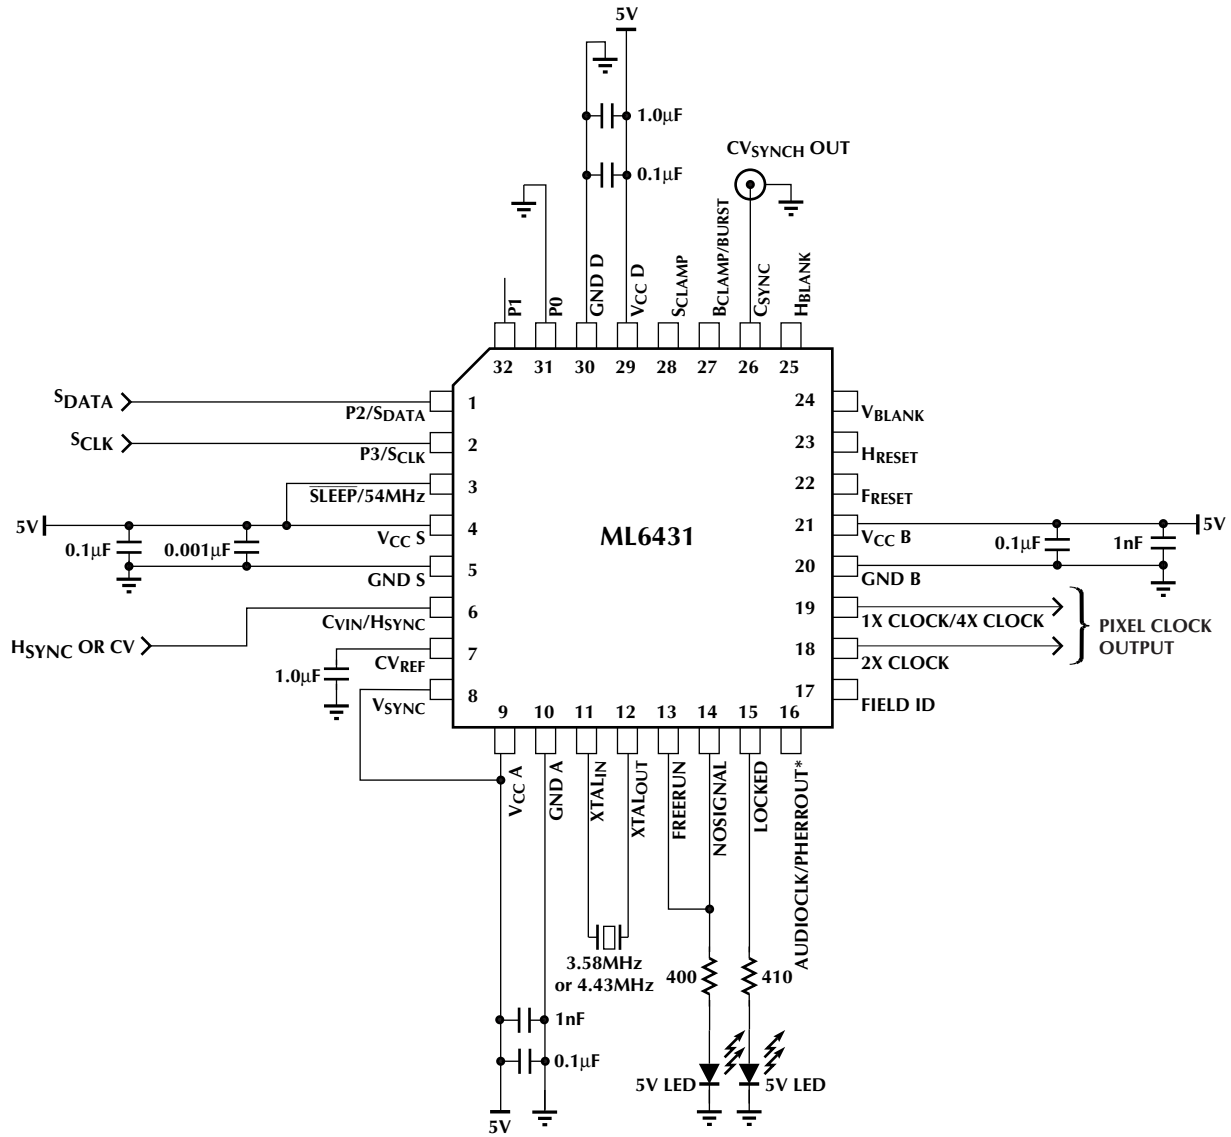 5V
1.0µF
0.1µF
CVSYNCH OUT
P1
P0
GND D
VCC D
SCLAMP
BCLAMP/BURST
CSYNC
HBLANK
32 31 30 29 28 27 26 25
SDATA
P2/SDATA
1
SCLK
P3/SCLK
2
SLEEP/54MHz
3
5V
VCC S
4
0.1µF
0.001µF
GND S
5
CVIN/HSYNC
6
HSYNC OR CV
CVREF
7
1.0µF
VSYNC
8
ML6431
24
VBLANK
23
HRESET
22
FRESET
21
VCC B
5V
0.1µF
1nF
20
GND B
19
1X CLOCK/4X CLOCK
18
2X CLOCK
PIXEL CLOCK
OUTPUT
17
FIELD ID
9 10 11 12 13 14 15 16
VCC A
GND A
XTALIN
XTALOUT
FREERUN
NOSIGNAL
LOCKED
AUDIOCLK/PHERROUT*
3.58MHz
or 4.43MHz
400
410
1nF
0.1µF
5V
5V LED
5V LED